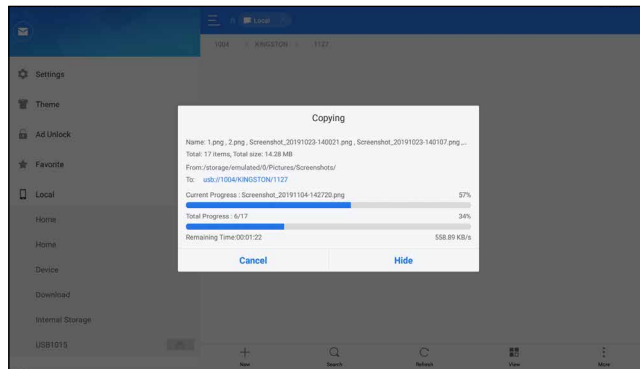 Local
1004 > KINGSTON > 1127
Settings
Theme
Ad Unlock
Favorite
Local
Home
Home
Device
Download
Internal Storage
USB1015
Copying
Name: 1.png , 2.png , Screenshot_20191023-140021.png , Screenshot_20191023-140107.png ,...
Total: 17 items, Total size: 14.28 MB
From:/storage/emulated/0/Pictures/Screenshots/
To: usb://1004/KINGSTON/1127
Current Progress : Screenshot_20191104-142720.png 57%
Total Progress : 6/17 34%
Remaining Time:00:01:22 558.89 KB/s
Cancel Hide
New Search Refresh View More